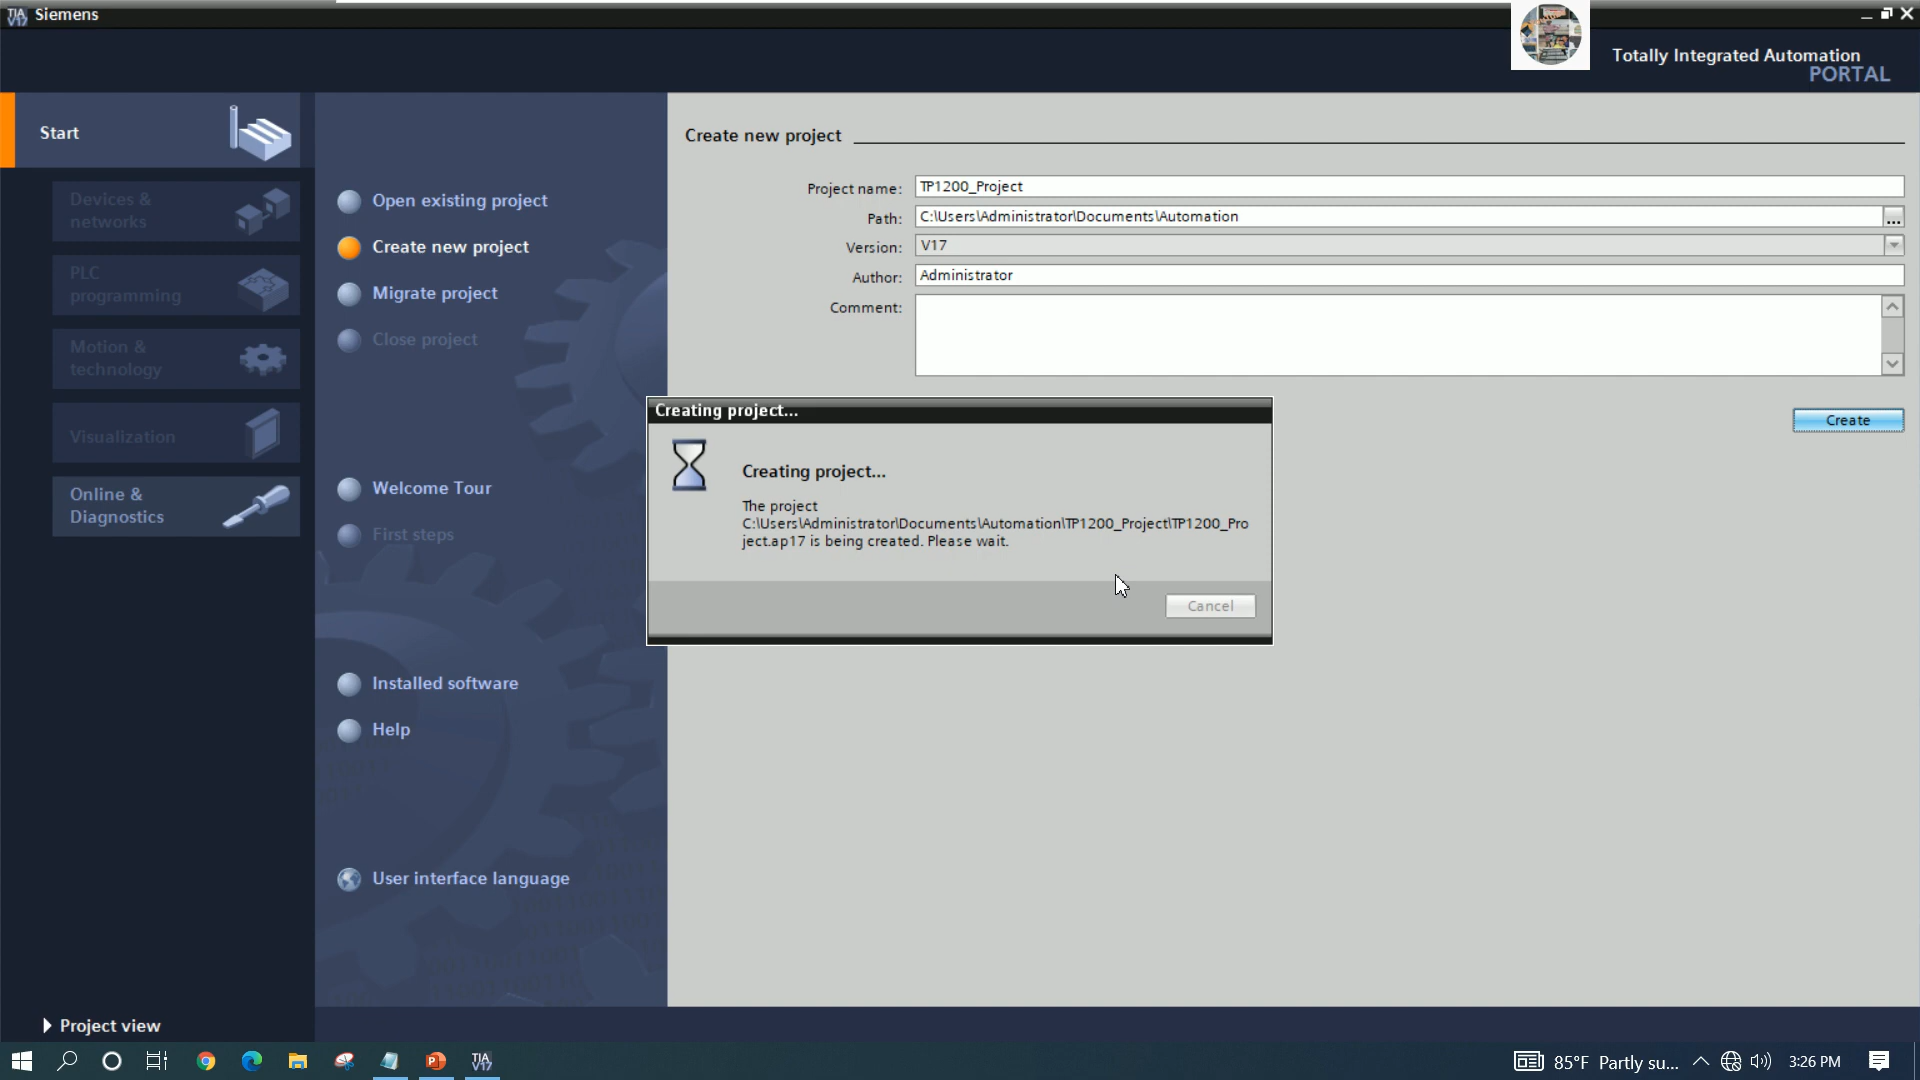 TIA V17 Siemens
Totally Integrated Automation
PORTAL
Start
Devices &
networks
PLC
programming
Motion &
technology
Visualization
Online &
Diagnostics
Open existing project
Create new project
Migrate project
Close project
Welcome Tour
First steps
Installed software
Help
User interface language
Create new project
Project name: TP1200_Project
Path: C:\Users\Administrator\Documents\Automation
...
Version: V17
Author: Administrator
Comment:
Create
Creating project...
Creating project...
The project
C:\Users\Administrator\Documents\Automation\TP1200_Project\TP1200_Pro
ject.ap17 is being created. Please wait.
Cancel
Project view
TIA V17
85°F Partly su... 3:26 PM